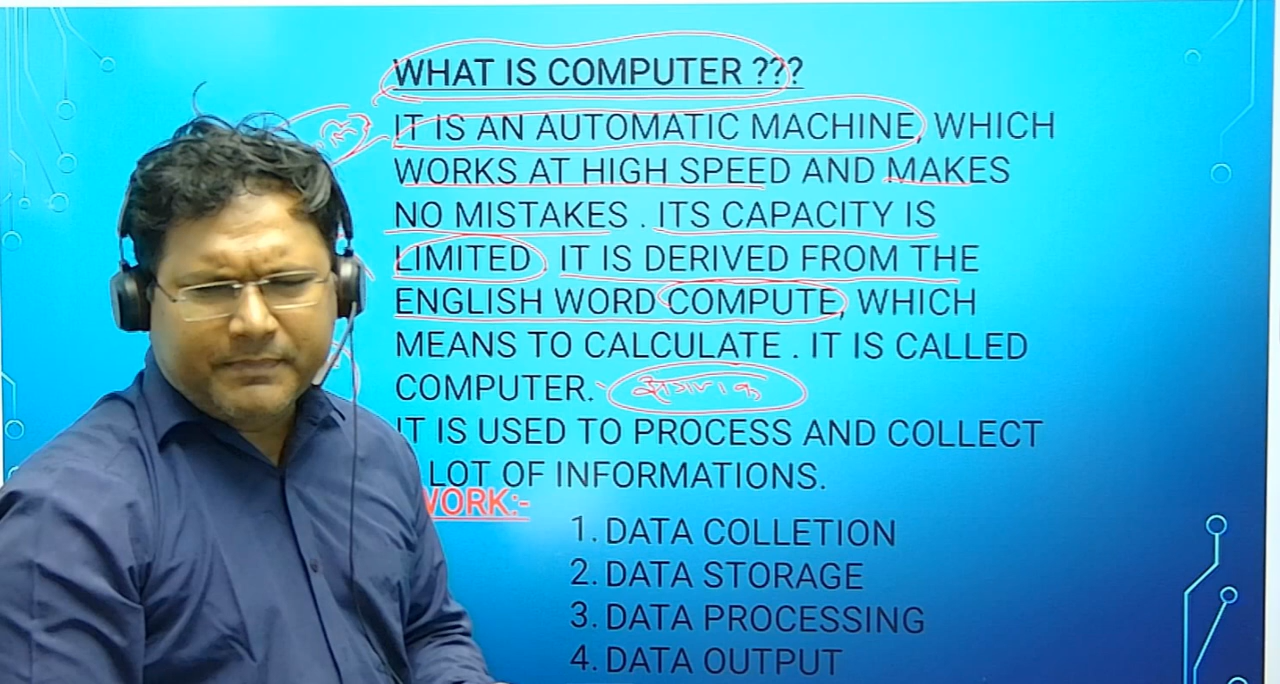 WHAT IS COMPUTER ???
IT IS AN AUTOMATIC MACHINE, WHICH
WORKS AT HIGH SPEED AND MAKES
NO MISTAKES . ITS CAPACITY IS
LIMITED IT IS DERIVED FROM THE
ENGLISH WORD COMPUTE, WHICH
MEANS TO CALCULATE . IT IS CALLED
COMPUTER.
IT IS USED TO PROCESS AND COLLECT
LOT OF INFORMATIONS.
WORK:-
1. DATA COLLETION
2. DATA STORAGE
3. DATA PROCESSING
4. DATA OUTPUT